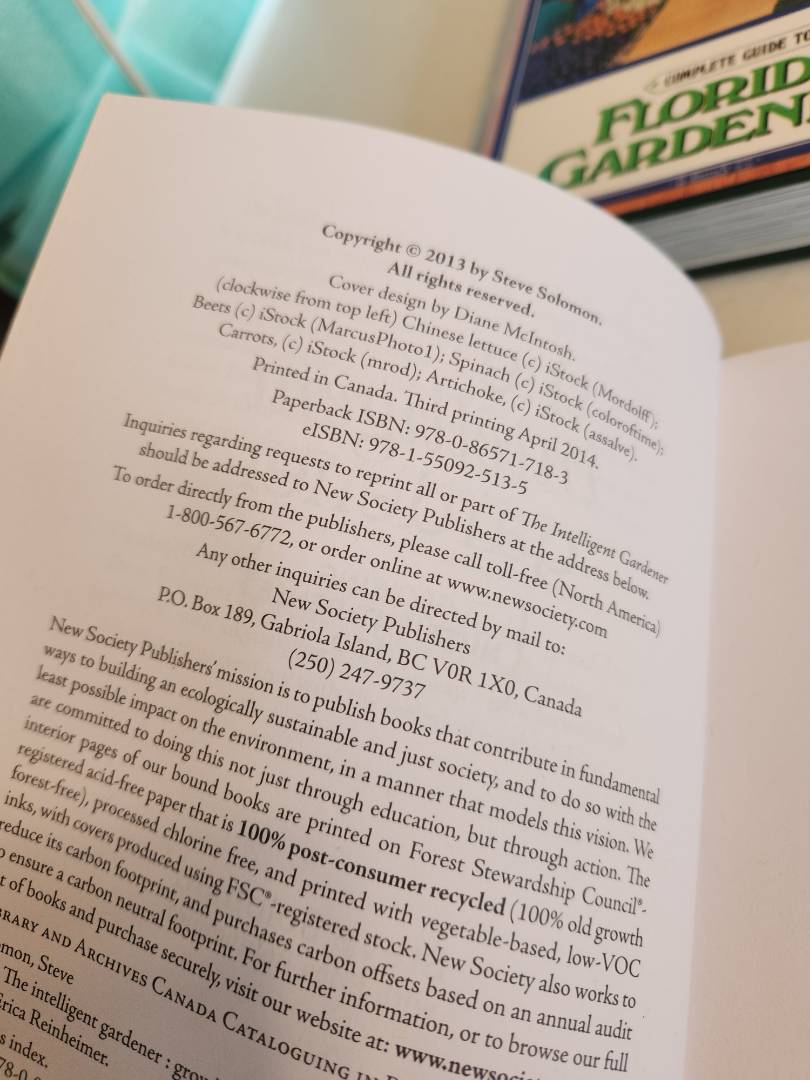 COMPLETE GUIDE TO
FLORID
GARDEN
Copyright © 2013 by Steve Solomon.
All rights reserved.
Cover design by Diane McIntosh.
(clockwise from top left) Chinese lettuce (c) iStock (Mordolff);
Beets (c) iStock (MarcusPhoto1); Spinach (c) iStock (coloroftime);
Carrots, (c) iStock (mrod); Artichoke, (c) iStock (assalve).
Printed in Canada. Third printing April 2014.
Paperback ISBN: 978-0-86571-718-3
eISBN: 978-1-55092-513-5
Inquiries regarding requests to reprint all or part of The Intelligent Gardener
should be addressed to New Society Publishers at the address below.
To order directly from the publishers, please call toll-free (North America)
1-800-567-6772, or order online at www.newsociety.com
Any other inquiries can be directed by mail to:
New Society Publishers
P.O. Box 189, Gabriola Island, BC V0R 1X0, Canada
(250) 247-9737
New Society Publishers' mission is to publish books that contribute in fundamental
ways to building an ecologically sustainable and just society, and to do so with the
least possible impact on the environment, in a manner that models this vision. We
are committed to doing this not just through education, but through action. The
interior pages of our bound books are printed on Forest Stewardship Council®-
registered acid-free paper that is 100% post-consumer recycled (100% old growth
forest-free), processed chlorine free, and printed with vegetable-based, low-VOC
inks, with covers produced using FSC®-registered stock. New Society also works to
reduce its carbon footprint, and purchases carbon offsets based on an annual audit
o ensure a carbon neutral footprint. For further information, or to browse our full
t of books and purchase securely, visit our website at: www.newsoci
BRARY AND ARCHIVES CANADA CATALOGUING IN
omon, Steve
The intelligent gardener : grow
Erica Reinheimer.
s index.
78-0